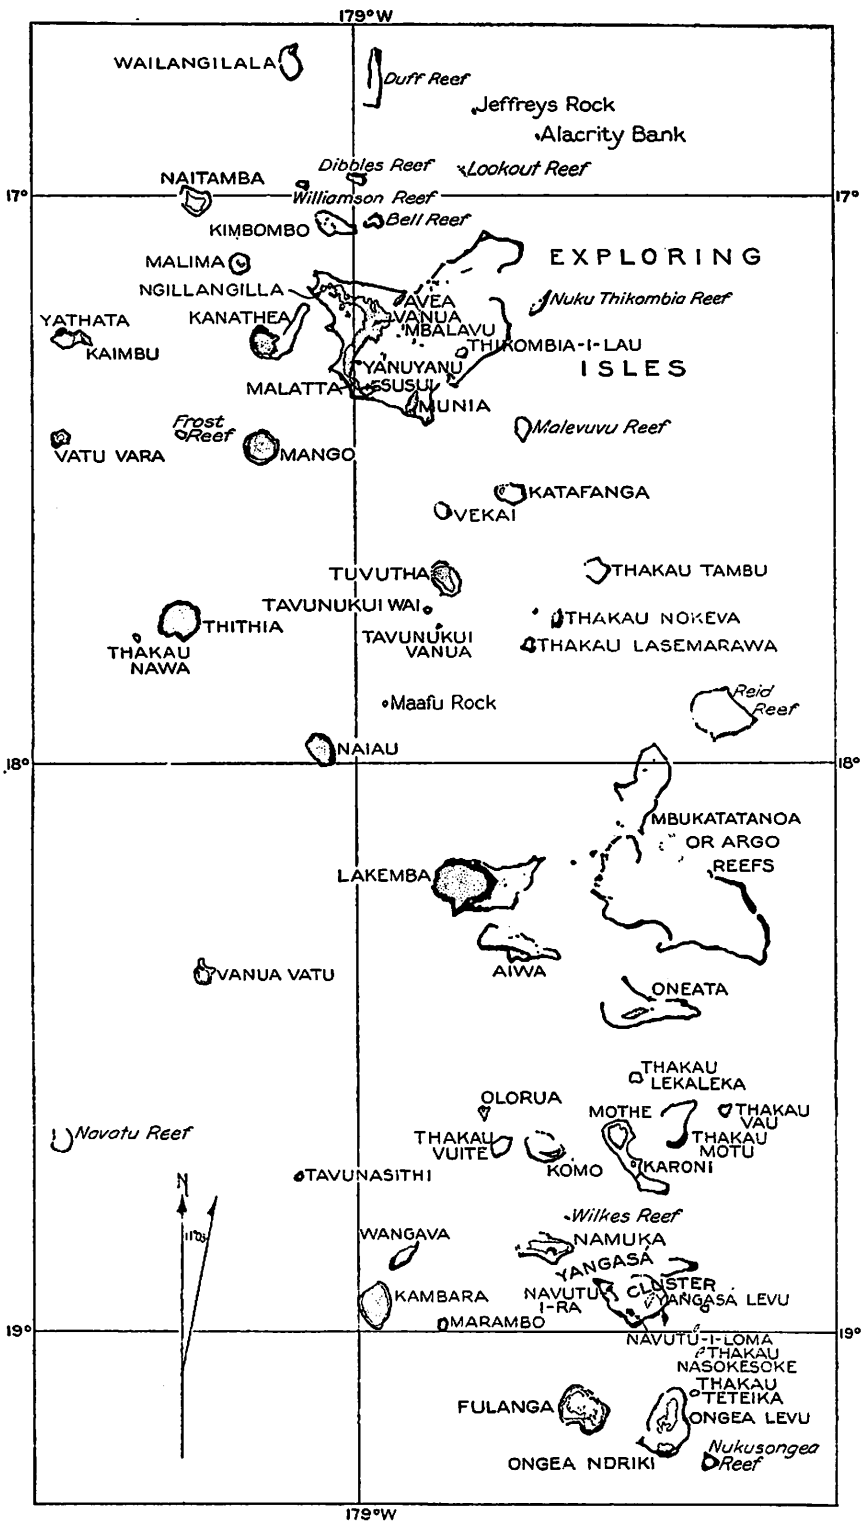 179°W
WAILANGILALA
Duff Reef
Jeffreys Rock
Alacrity Bank
Dibbles Reef
Lookout Reef
NAITAMBA
17°
17°
Williamson Reef
Bell Reef
KIMBOMBO
EXPLORING
MALIMA
NGILLANGILLA
AVEA
Nuku Thikombia Reef
KANATHEA
VANUA
MBALAVU
YATHATA
KAIMBU
THIKOMBIA-I-LAU
YANUYANU
ISLES
MALATTA
SUSUI
MUNIA
Frost
Reef
Malevuvu Reef
VATU VARA
MANGO
KATAFANGA
VEKAI
TUVUTHA
THAKAU TAMBU
TAVUNUKUI WAI
THAKAU NOKEVA
THITHIA
TAVUNUKUI
VANUA
THAKAU LASEMARAWA
THAKAU
NAWA
Reid
Reef
Maafu Rock
NAIAU
18°
18°
MBUKATATANOA
OR ARGO
REEFS
LAKEMBA
AIWA
VANUA VATU
ONEATA
THAKAU
LEKALEKA
OLORUA
MOTHE
THAKAU
VAU
Navatu Reef
THAKAU
VUITE
THAKAU
MOTU
KOMO
KARONI
TAVUNASITHI
N
11°03'
Wilkes Reef
WANGAVA
NAMUKA
YANGASÁ
CLUSTER
KAMBARA
NAVUTU
I-RA
YANGASA LEVU
MARAMBO
19°
19°
NAVUTU-I-LOMA
THAKAU
NASOKESOKE
THAKAU
TETEIKA
FULANGA
ONGEA LEVU
Nukusongea
Reef
ONGEA NDRIKI
179°W